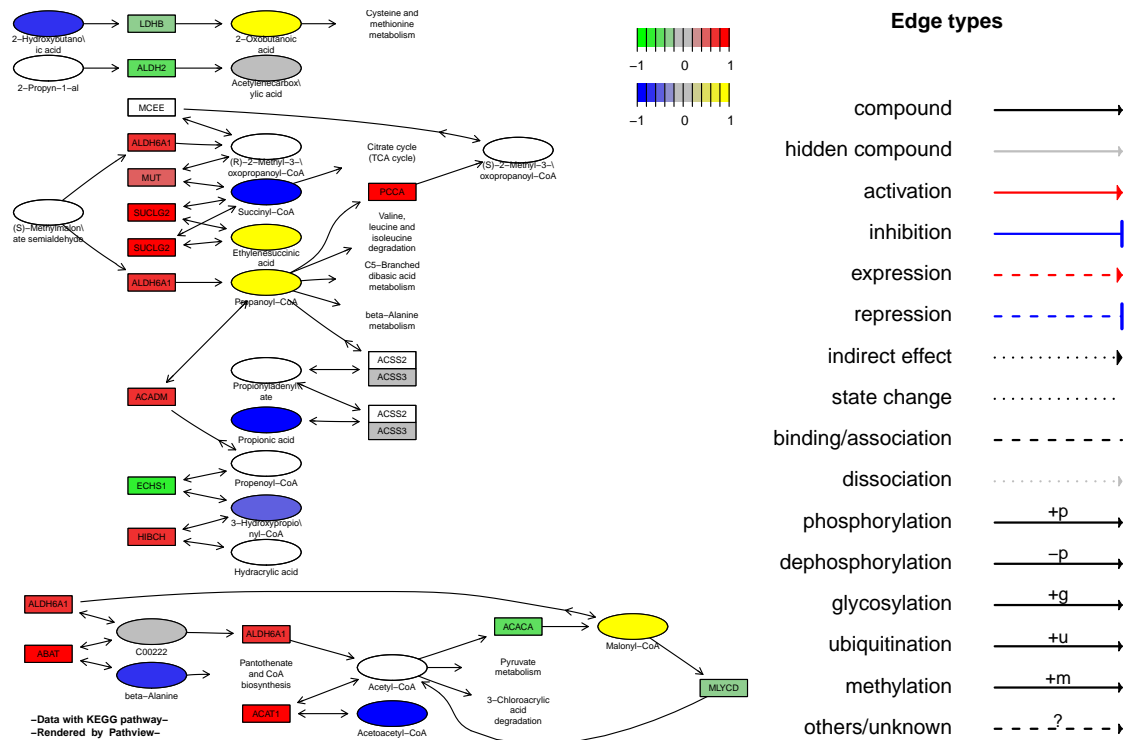 Edge types
LDHB
Cysteine and
methionine
metabolism
2−Hydroxybutano\
ic acid
2−Oxobutanoic
acid
−1 0 1
ALDH2
2−Propyn−1−al
Acetylenecarbox\
ylic acid
−1 0 1
MCEE
ALDH6A1
(R)−2−Methyl−3−\
oxopropanoyl−CoA
Citrate cycle
(TCA cycle)
(S)−2−Methyl−3−\
oxopropanoyl−CoA
MUT
PCCA
SUCLG2
Succinyl−CoA
(S)−Methylmalon\
ate semialdehyde
Valine,
leucine and
isoleucine
degradation
SUCLG2
Ethylenesuccinic
acid
ALDH6A1
C5−Branched
dibasic acid
metabolism
Propanoyl−CoA
beta−Alanine
metabolism
ACSS2
ACSS3
Propionyladenyl\
ate
ACADM
ACSS2
ACSS3
Propionic acid
Propenoyl−CoA
ECHS1
3−Hydroxypropio\
nyl−CoA
HIBCH
Hydracrylic acid
ALDH6A1
ALDH6A1
ACACA
Malonyl−CoA
ABAT
C00222
Pantothenate
and CoA
biosynthesis
Acetyl−CoA
Pyruvate
metabolism
MLYCD
beta−Alanine
3−Chloroacrylic
acid
degradation
ACAT1
Acetoacetyl−CoA
−Data with KEGG pathway−
−Rendered by Pathview−
compound
hidden compound
activation
inhibition
expression
repression
indirect effect
state change
binding/association
dissociation
phosphorylation +p
dephosphorylation −p
glycosylation +g
ubiquitination +u
methylation +m
others/unknown ?